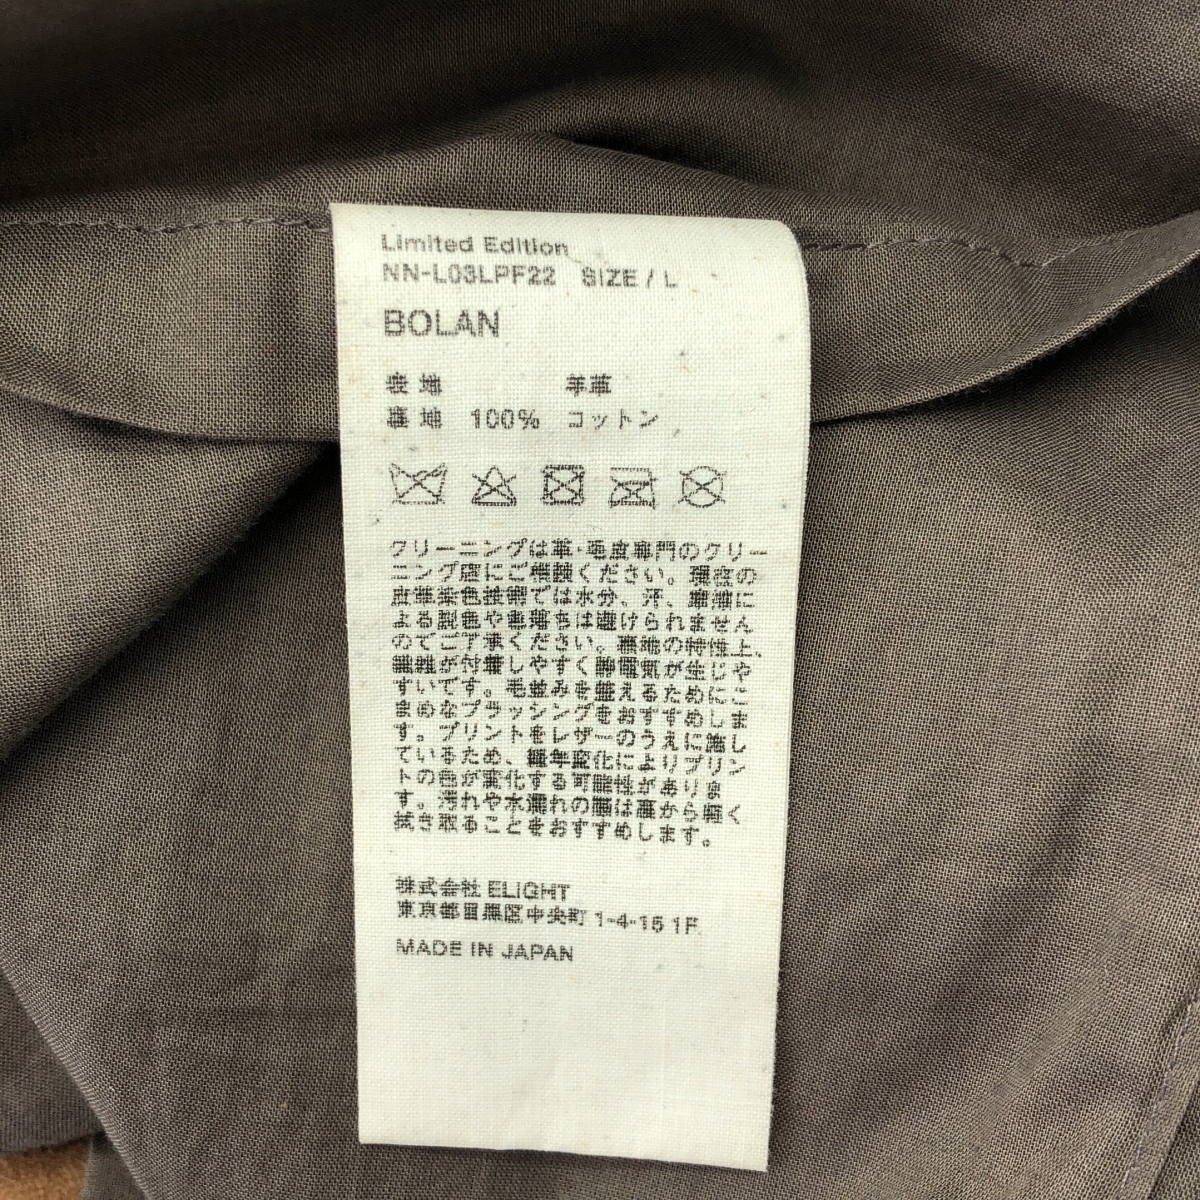 Limited Edition
NN-L03LPF22 SIZE / L
BOLAN
表 地 羊革
裏 地 100% コットン
クリーニングは革・毛皮専門のクリー
ニング店にご相談ください。現在の
皮革染色技術では水分、汗、摩擦に
よる脱色や色落ちは避けられません
のでご了承ください。裏地の特性上、
繊維が付着しやすく静電気が生じや
すいです。毛並みを整えるためにこ
まめなブラッシングをおすすめしま
す。プリントをレザーのうえに施し
ているため、経年変化によりプリン
トの色が変化する可能性がありま
す。汚れや水濡れの際は裏から軽く
拭き取ることをおすすめします。
株式会社 ELIGHT
東京都目黒区中央町 1-4-15 1F
MADE IN JAPAN